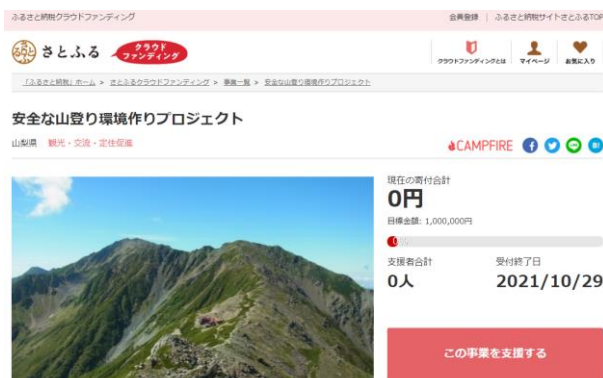 ふるさと納税クラウドファンディング
会員登録 | ふるさと納税サイトさとふるTOP
さとふる クラウドファンディング
クラウドファンディングとは マイページ お気に入り
「ふるさと納税」ホーム > さとふるクラウドファンディング > 事業一覧 > 安全な山登り環境作りプロジェクト
安全な山登り環境作りプロジェクト
山梨県 観光・交流・定住促進
CAMPFIRE
現在の寄付合計
0円
目標金額: 1,000,000円
支援者合計 受付終了日
0人 2021/10/29
この事業を支援する